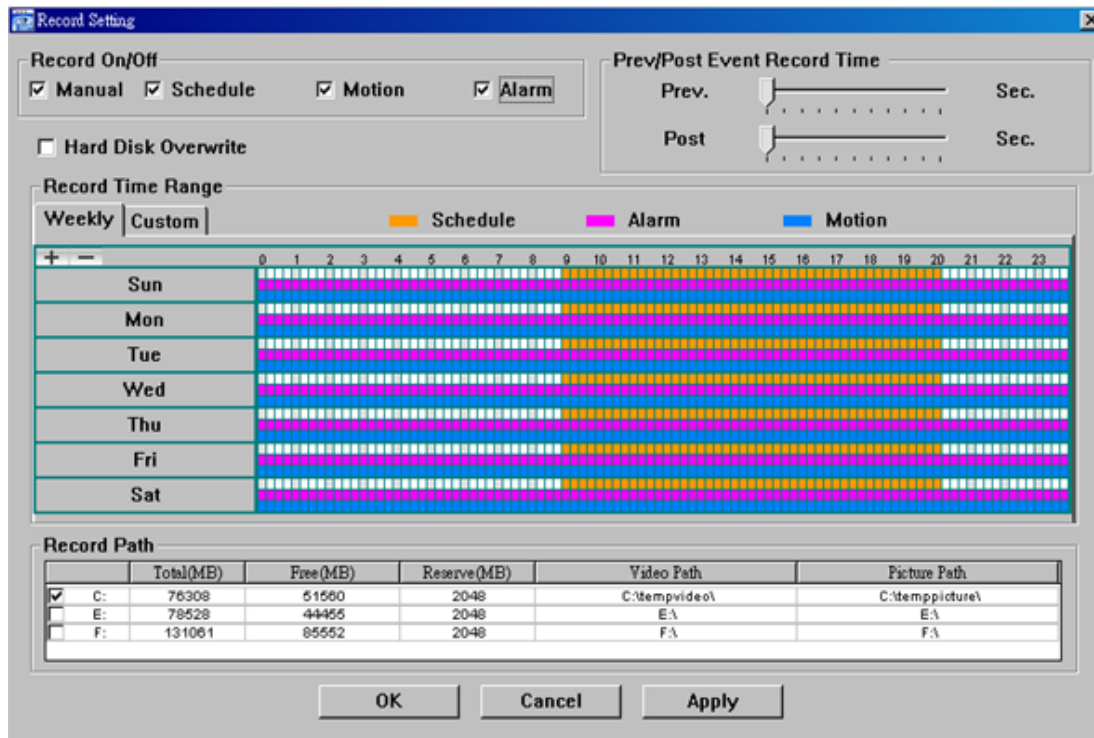 Record Setting
Record On/Off
Manual Schedule Motion Alarm
Prev/Post Event Record Time
Prev. Sec.
Post Sec.
Hard Disk Overwrite
Record Time Range
Weekly Custom Schedule Alarm Motion
+ − 0 1 2 3 4 5 6 7 8 9 10 11 12 13 14 15 16 17 18 19 20 21 22 23
Sun
Mon
Tue
Wed
Thu
Fri
Sat
Record Path
Total(MB) Free(MB) Reserve(MB) Video Path Picture Path
C: 76308 51560 2048 C:\tempvideo\ C:\temppicture\
E: 78528 44455 2048 E:\ E:\
F: 131061 85552 2048 F:\ F:\
OK Cancel Apply